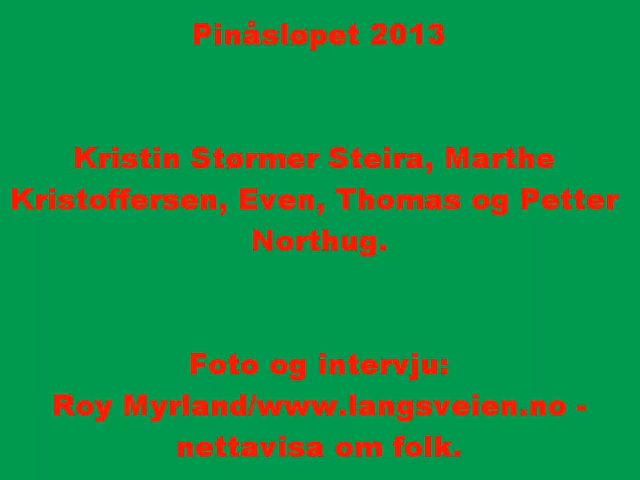 Pinåsløpet 2013
Kristin Størmer Steira, Marthe
Kristoffersen, Even, Thomas og Petter
Northug.
Foto og intervju:
Roy Myrland/www.langsveien.no -
nettavisa om folk.